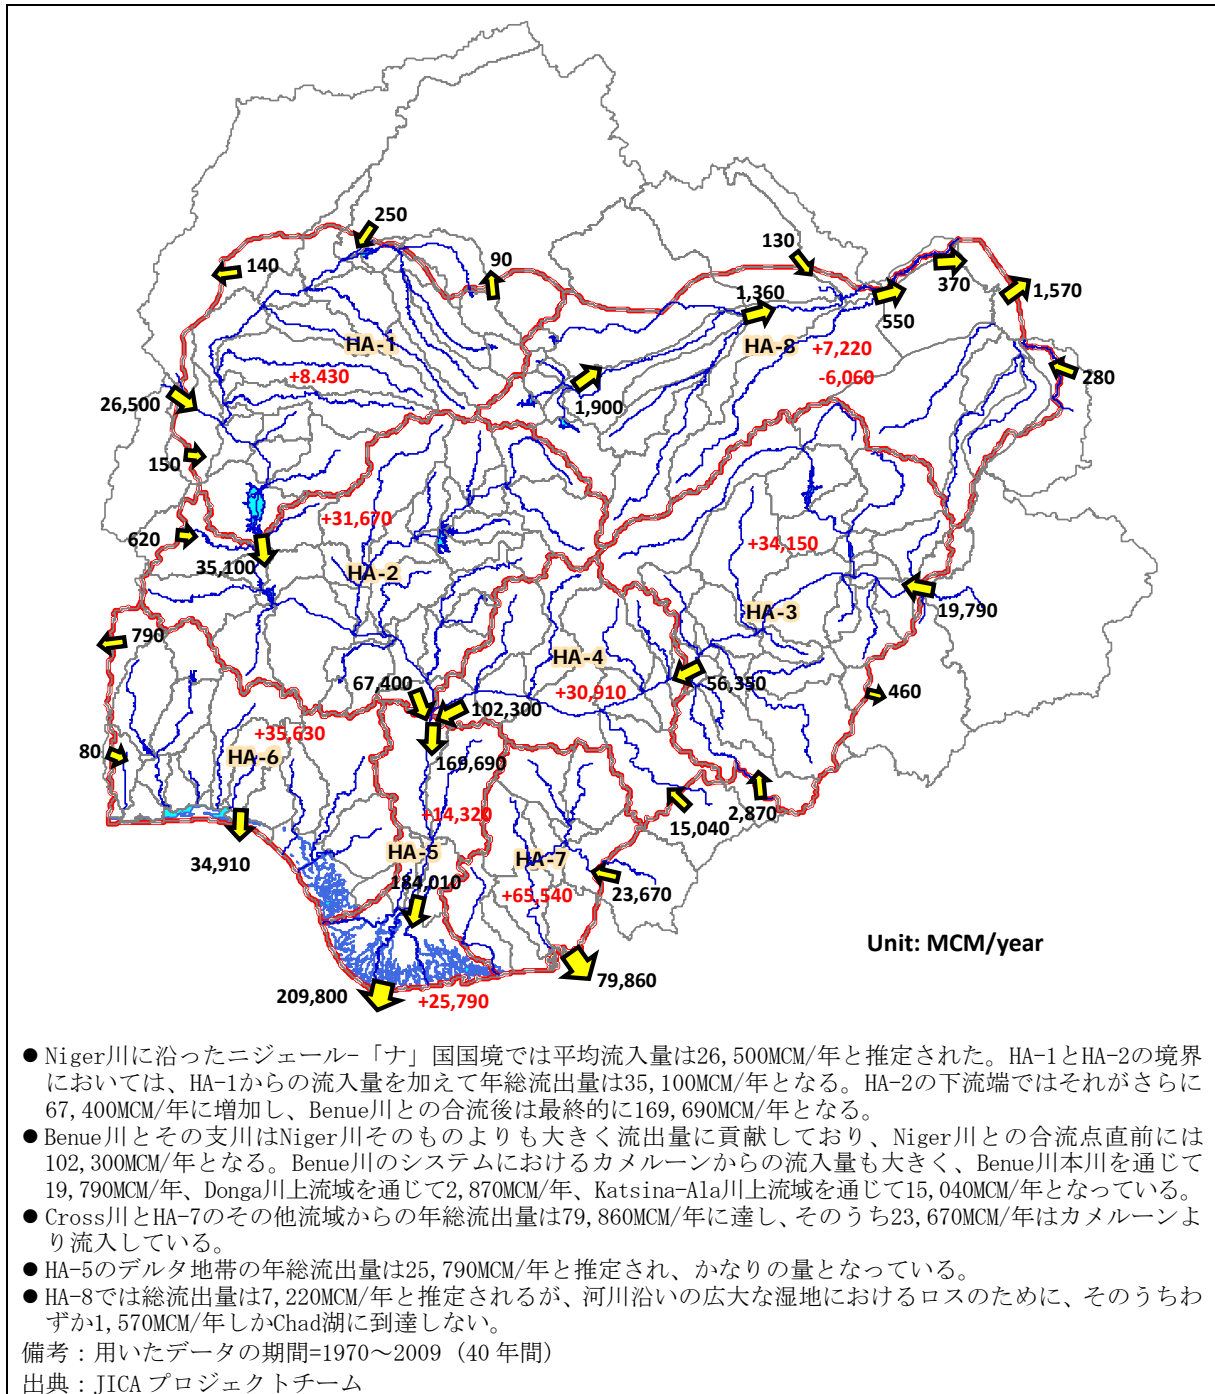 250
90
130
140
370
1,570
1,360
550
HA-1
HA-8
+7,220
+8.430
-6,060
280
26,500
1,900
150
+31,670
+34,150
620
35,100
HA-2
19,790
HA-3
790
HA-4
67,400
56,350
460
+30,910
102,300
+35,630
80
HA-6
169,690
+14,320
2,870
15,040
34,910
HA-5
HA-7
184,010
+65,540
23,670
Unit: MCM/year
79,860
209,800
+25,790
● Niger川に沿ったニジェール-「ナ」国国境では平均流入量は26,500MCM/年と推定された。HA-1とHA-2の境界
においては、HA-1からの流入量を加えて年総流出量は35,100MCM/年となる。HA-2の下流端ではそれがさらに
67,400MCM/年に増加し、Benue川との合流後は最終的に169,690MCM/年となる。
● Benue川とその支川はNiger川そのものよりも大きく流出量に貢献しており、Niger川との合流点直前には
102,300MCM/年となる。Benue川のシステムにおけるカメルーンからの流入量も大きく、Benue川本川を通じて
19,790MCM/年、Donga川上流域を通じて2,870MCM/年、Katsina-Ala川上流域を通じて15,040MCM/年となっている。
● Cross川とHA-7のその他流域からの年総流出量は79,860MCM/年に達し、そのうち23,670MCM/年はカメルーンよ
り流入している。
● HA-5のデルタ地帯の年総流出量は25,790MCM/年と推定され、かなりの量となっている。
● HA-8では総流出量は7,220MCM/年と推定されるが、河川沿いの広大な湿地におけるロスのために、そのうちわ
ずか1,570MCM/年しかChad湖に到達しない。
備考：用いたデータの期間=1970～2009（40 年間）
出典：JICA プロジェクトチーム